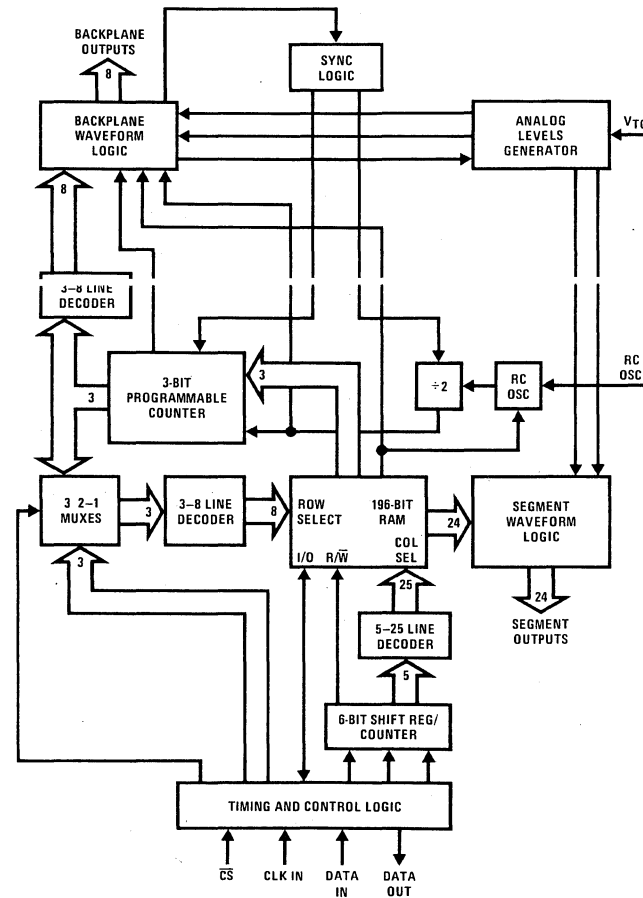 BACKPLANE
OUTPUTS
8
SYNC
LOGIC
BACKPLANE
WAVEFORM
LOGIC
ANALOG
LEVELS
GENERATOR
8
3–8 LINE
DECODER
3-BIT
PROGRAMMABLE
COUNTER
3
3
÷2
RC
OSC
RC
OSC
3 2–1
MUXES
3
3–8 LINE
DECODER
8
ROW
SELECT
196-BIT
RAM
COL
SEL
I/O
R/W̅
24
SEGMENT
WAVEFORM
LOGIC
3
25
24
SEGMENT
OUTPUTS
5–25 LINE
DECODER
5
6-BIT SHIFT REG/
COUNTER
TIMING AND CONTROL LOGIC
C̅S̅
CLK IN
DATA
IN
DATA
OUT